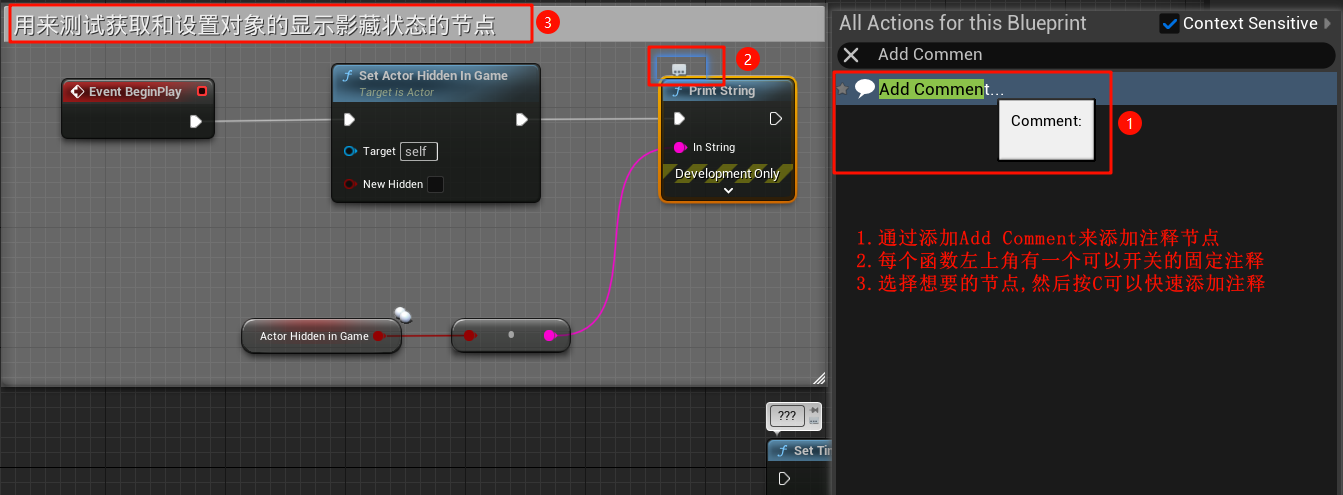 用来测试获取和设置对象的显示影藏状态的节点
3
2
Event BeginPlay
f Set Actor Hidden In Game
Target is Actor
Target self
New Hidden
f Print String
In String
Development Only
Actor Hidden in Game
???
f Set Tim
All Actions for this Blueprint
Context Sensitive
Add Commen
Add Comment...
Comment:
1
1.通过添加Add Comment来添加注释节点
2.每个函数左上角有一个可以开关的固定注释
3.选择想要的节点,然后按C可以快速添加注释